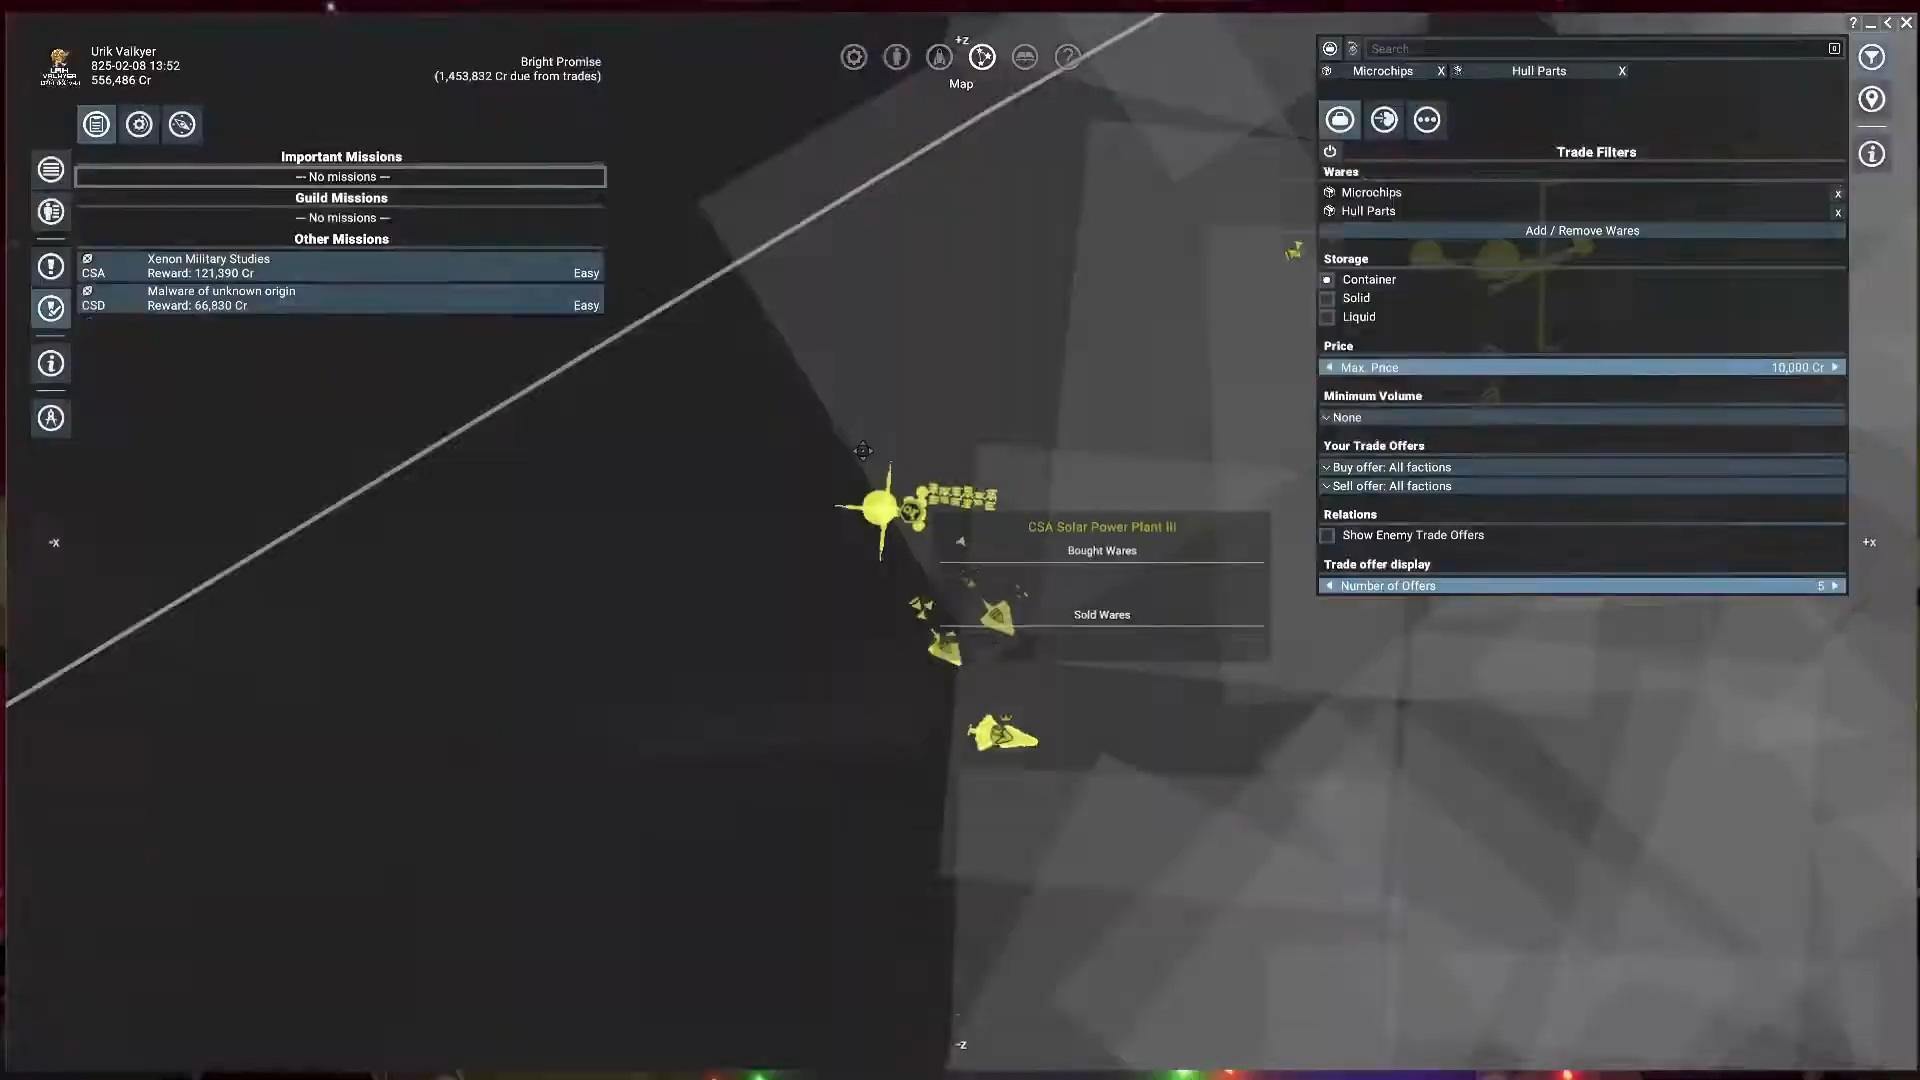 Urik Valkyer
825-02-08 13:52
556,486 Cr
Bright Promise
(1,453,832 Cr due from trades)
+z
Map
Important Missions
--- No missions ---
Guild Missions
--- No missions ---
Other Missions
Xenon Military Studies
CSA Reward: 121,390 Cr Easy
Malware of unknown origin
CSD Reward: 66,830 Cr Easy
-x
+x
-z
CSA Solar Power Plant III
Bought Wares
Sold Wares
? _ < X
Search
Microchips X Hull Parts X
Trade Filters
Wares
Microchips x
Hull Parts x
Add / Remove Wares
Storage
Container
Solid
Liquid
Price
Max. Price 10,000 Cr
Minimum Volume
None
Your Trade Offers
Buy offer: All factions
Sell offer: All factions
Relations
Show Enemy Trade Offers
Trade offer display
Number of Offers 5